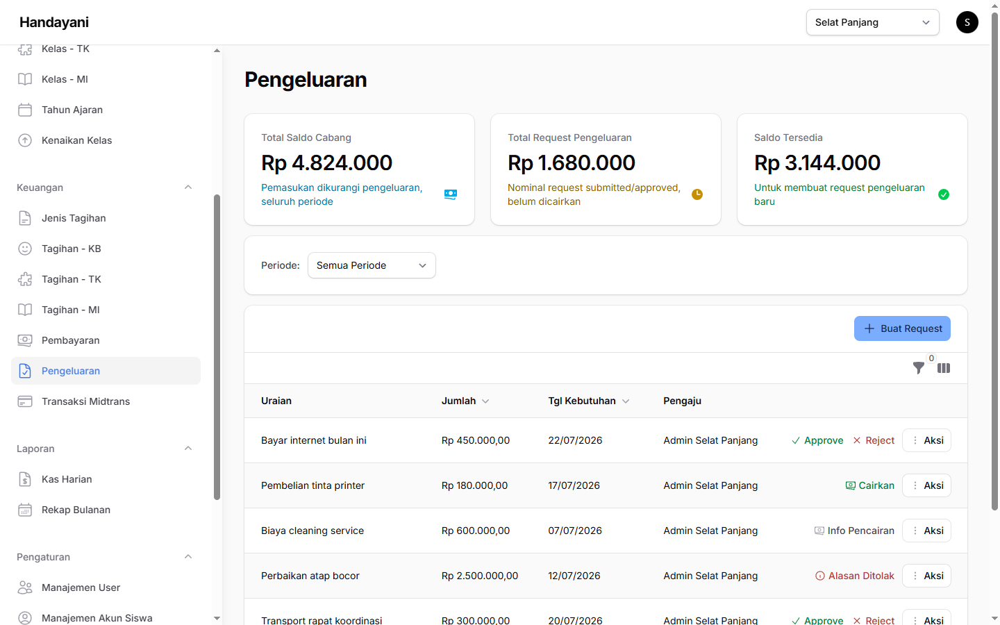 Handayani
Selat Panjang
S
Kelas - TK
Kelas - MI
Tahun Ajaran
Kenaikan Kelas
Keuangan
Jenis Tagihan
Tagihan - KB
Tagihan - TK
Tagihan - MI
Pembayaran
Pengeluaran
Transaksi Midtrans
Laporan
Kas Harian
Rekap Bulanan
Pengaturan
Manajemen User
Manajemen Akun Siswa
Pengeluaran
Total Saldo Cabang
Rp 4.824.000
Pemasukan dikurangi pengeluaran,
seluruh periode
Total Request Pengeluaran
Rp 1.680.000
Nominal request submitted/approved,
belum dicairkan
Saldo Tersedia
Rp 3.144.000
Untuk membuat request pengeluaran
baru
Periode: Semua Periode
Buat Request
0
Uraian Jumlah Tgl Kebutuhan Pengaju
Bayar internet bulan ini Rp 450.000,00 22/07/2026 Admin Selat Panjang Approve Reject Aksi
Pembelian tinta printer Rp 180.000,00 17/07/2026 Admin Selat Panjang Cairkan Aksi
Biaya cleaning service Rp 600.000,00 07/07/2026 Admin Selat Panjang Info Pencairan Aksi
Perbaikan atap bocor Rp 2.500.000,00 12/07/2026 Admin Selat Panjang Alasan Ditolak Aksi
Transport rapat koordinasi Rp 300.000,00 20/07/2026 Admin Selat Panjang Approve Reject Aksi